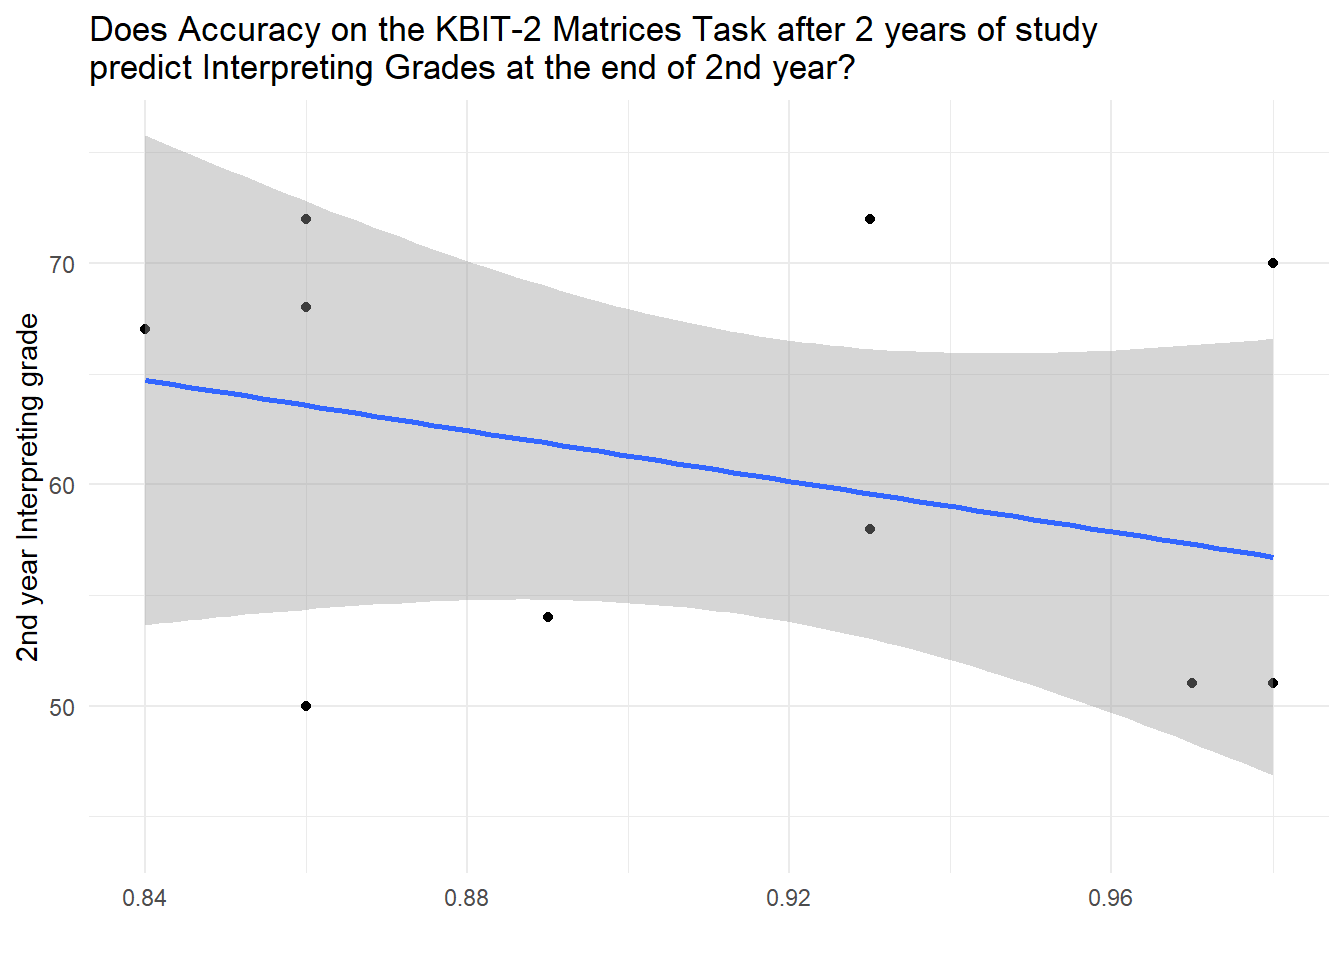 Does Accuracy on the KBIT-2 Matrices Task after 2 years of study
predict Interpreting Grades at the end of 2nd year?
2nd year Interpreting grade
70
60
50
0.84
0.88
0.92
0.96